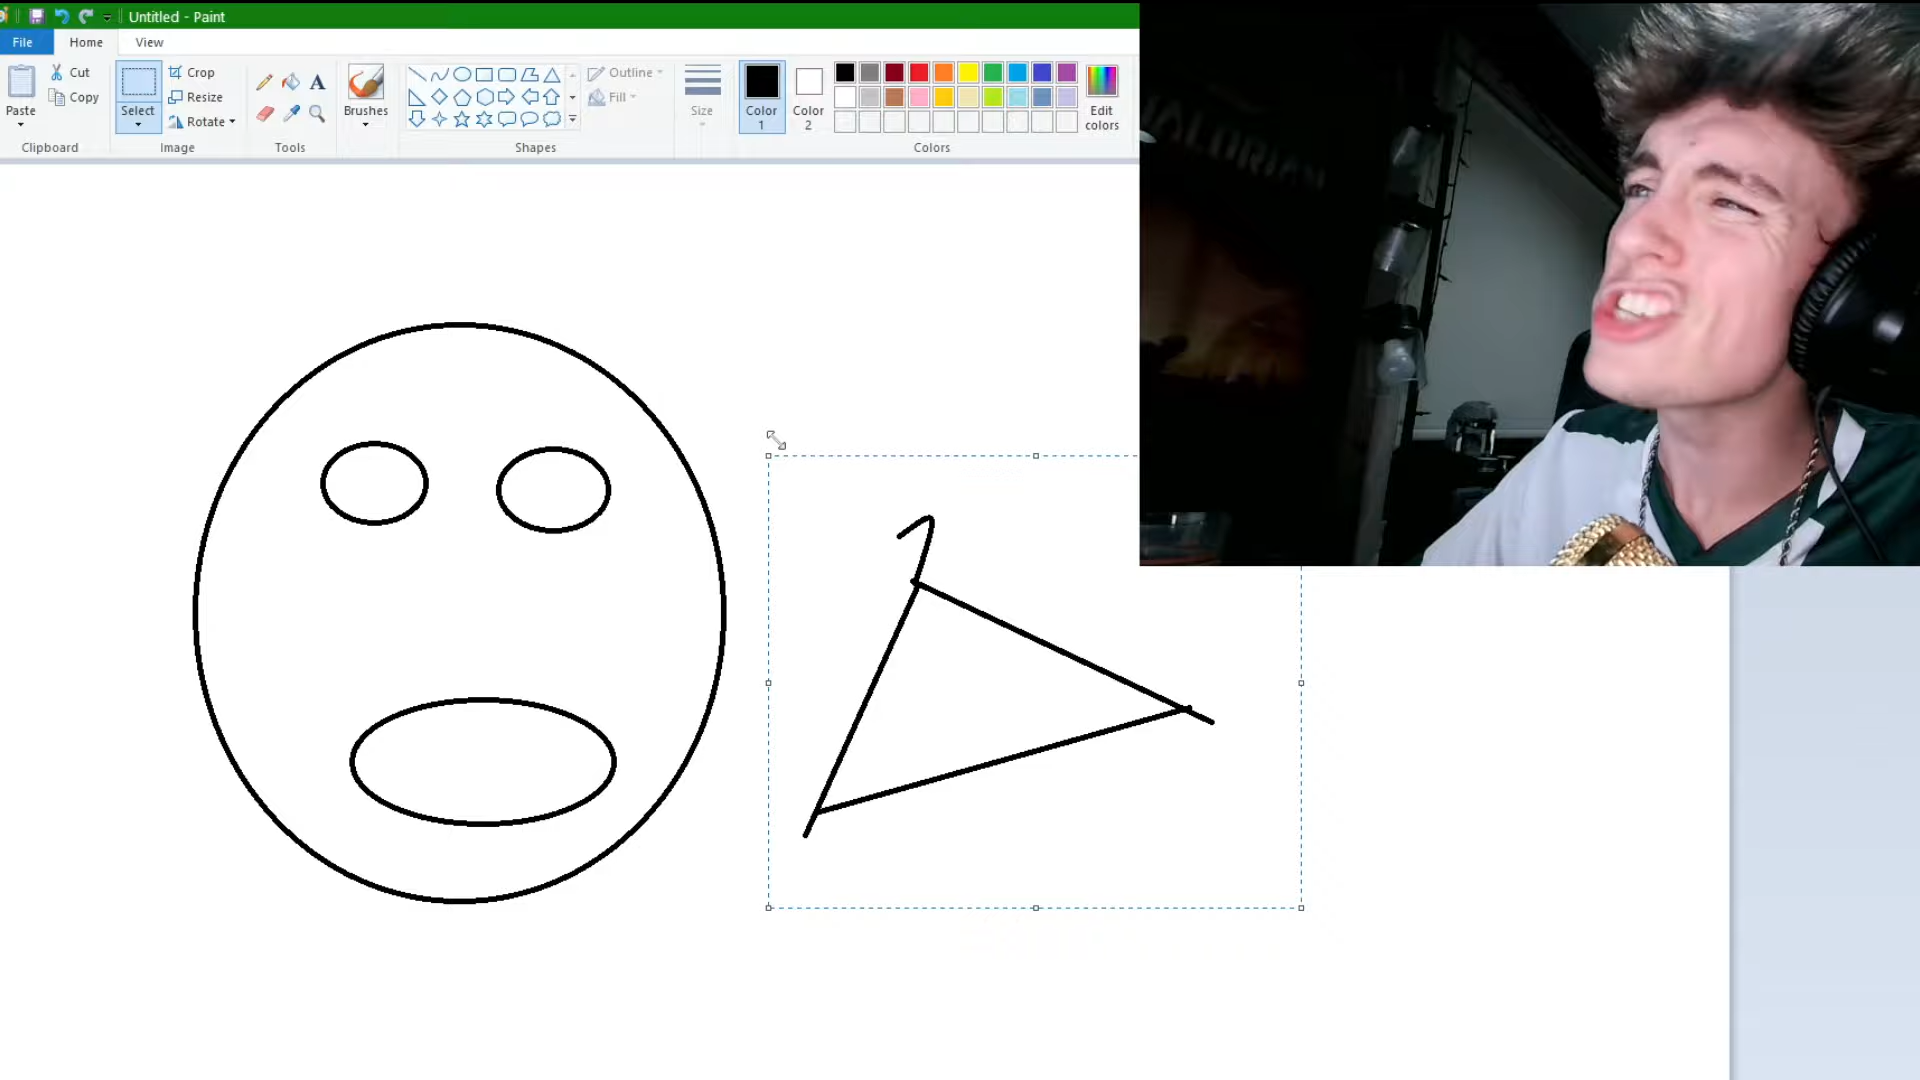 Untitled - Paint
File Home View
Paste
Cut
Copy
Clipboard
Select
Crop
Resize
Rotate
Image
A
Tools
Brushes
Shapes
Outline
Fill
Size
Color 1
Color 2
Edit colors
Colors